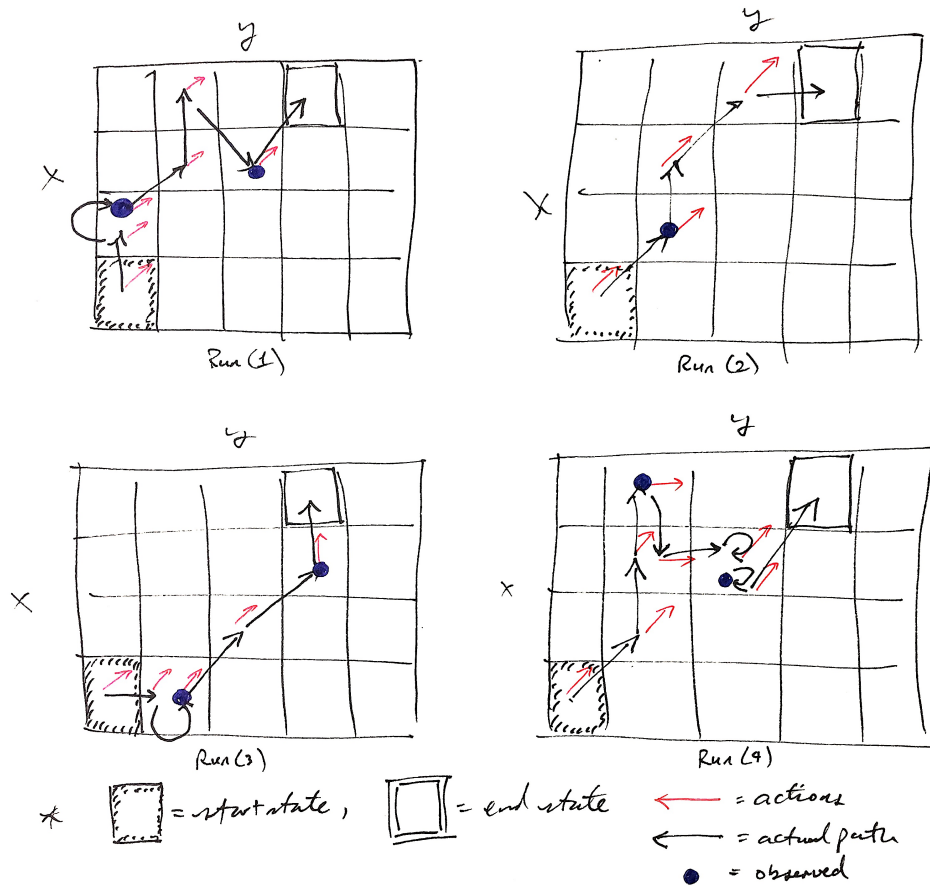 y
y
x
x
Run(1)
Run(2)
y
y
x
x
Run(3)
Run(4)
* = start state, = end state
= actions
= actual path
= observed